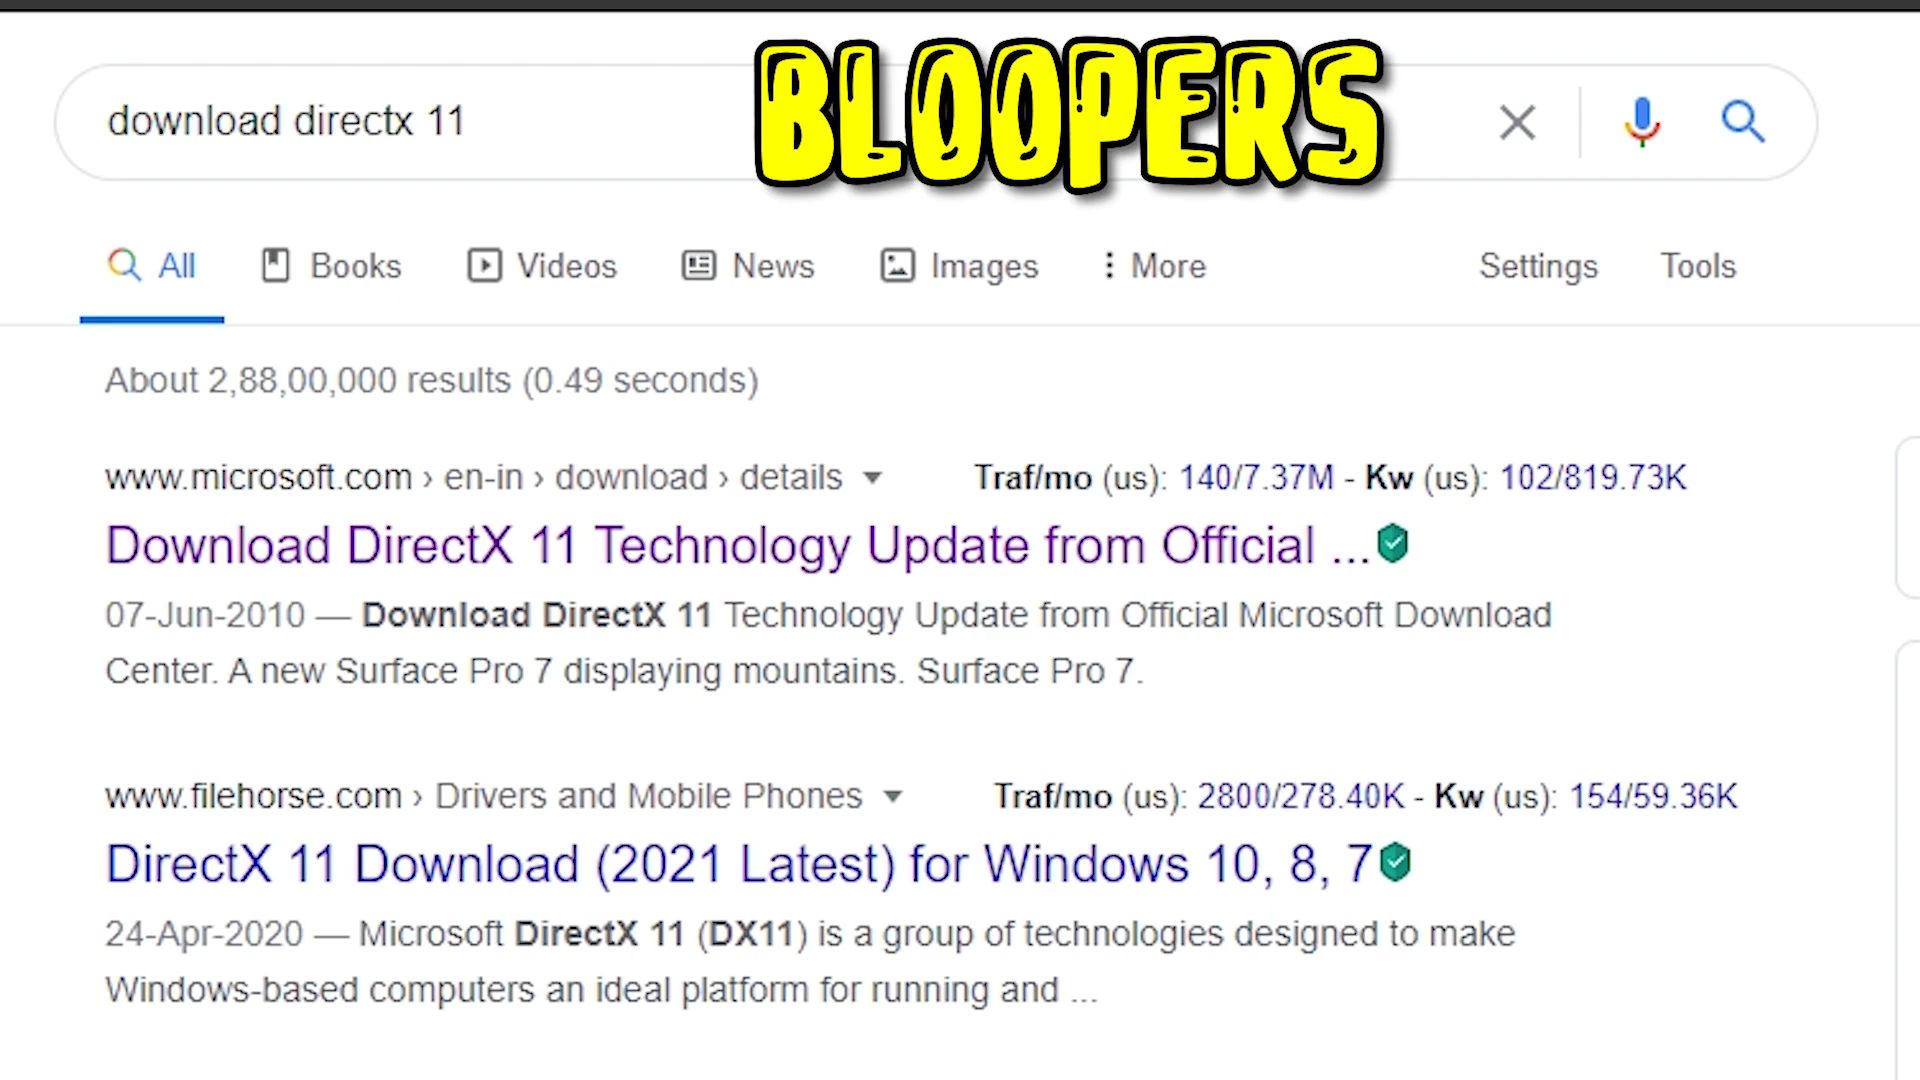 BLOOPERS
download directx 11
All Books Videos News Images More Settings Tools
About 2,88,00,000 results (0.49 seconds)
www.microsoft.com › en-in › download › details Traf/mo (us): 140/7.37M - Kw (us): 102/819.73K
Download DirectX 11 Technology Update from Official ...
07-Jun-2010 — Download DirectX 11 Technology Update from Official Microsoft Download
Center. A new Surface Pro 7 displaying mountains. Surface Pro 7.
www.filehorse.com › Drivers and Mobile Phones Traf/mo (us): 2800/278.40K - Kw (us): 154/59.36K
DirectX 11 Download (2021 Latest) for Windows 10, 8, 7
24-Apr-2020 — Microsoft DirectX 11 (DX11) is a group of technologies designed to make
Windows-based computers an ideal platform for running and ...